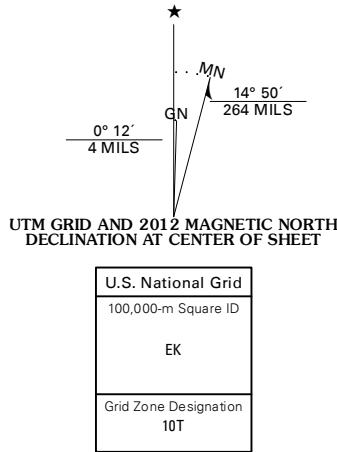 ★
MN
GN
14° 50´
264 MILS
0° 12´
4 MILS
UTM GRID AND 2012 MAGNETIC NORTH
DECLINATION AT CENTER OF SHEET
U.S. National Grid
100,000-m Square ID
EK
Grid Zone Designation
10T